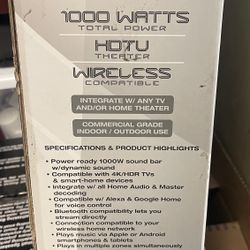 1000 WATTS
TOTAL POWER
HDTV
THEATER
WIRELESS
COMPATIBLE
INTEGRATE W/ ANY TV
AND/OR HOME THEATER
COMMERCIAL GRADE
INDOOR / OUTDOOR USE
SPECIFICATIONS & PRODUCT HIGHLIGHTS
• Power ready 1000W sound bar
w/dynamic sound
• Compatible with 4K/HDR TVs
& smart-home devices
• Integrate w/ all Home Audio & Master
decoding
• Compatible w/ Alexa & Google Home
for voice control
• Bluetooth compatibility lets you
stream directly
• Connection compatible to your
wireless home network
• Plays music via Apple or Android
smartphones & tablets
• Plays in multiple zones simultaneously